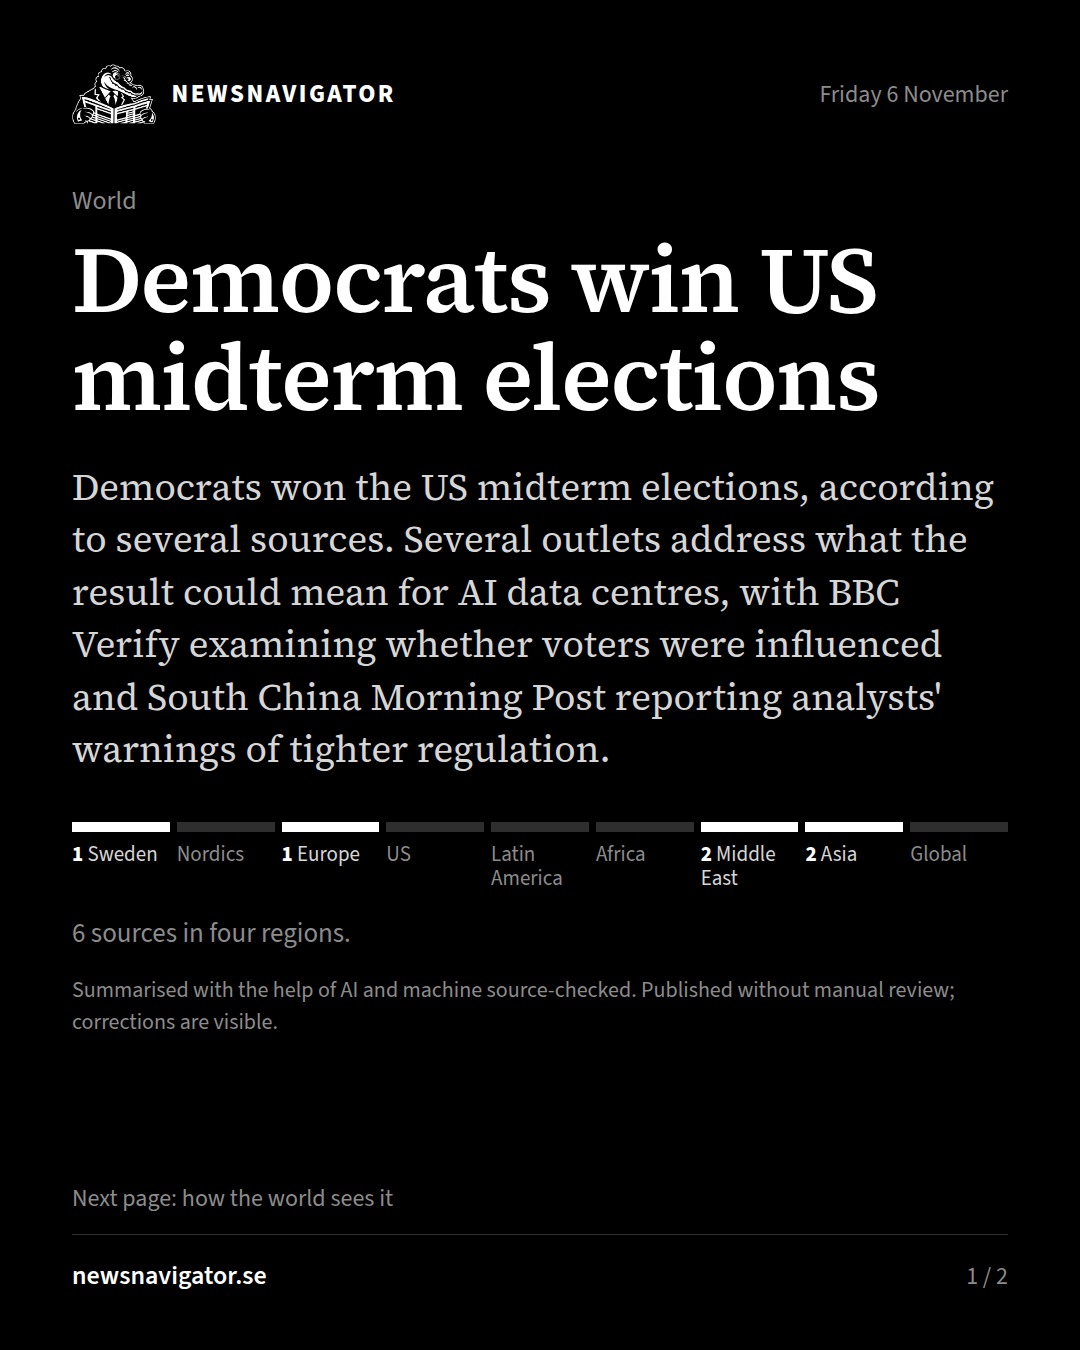 NEWSNAVIGATOR
Friday 6 November
World
Democrats win US
midterm elections
Democrats won the US midterm elections, according
to several sources. Several outlets address what the
result could mean for AI data centres, with BBC
Verify examining whether voters were influenced
and South China Morning Post reporting analysts'
warnings of tighter regulation.
1 Sweden
Nordics
1 Europe
US
Latin
America
Africa
2 Middle
East
2 Asia
Global
6 sources in four regions.
Summarised with the help of AI and machine source-checked. Published without manual review;
corrections are visible.
Next page: how the world sees it
newsnavigator.se
1 / 2